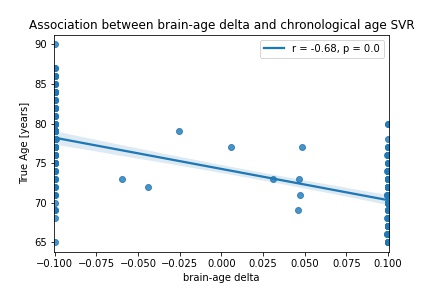 Association between brain-age delta and chronological age SVR
r = -0.68, p = 0.0
True Age [years]
90
85
80
75
70
65
−0.100 −0.075 −0.050 −0.025 0.000 0.025 0.050 0.075 0.100
brain-age delta